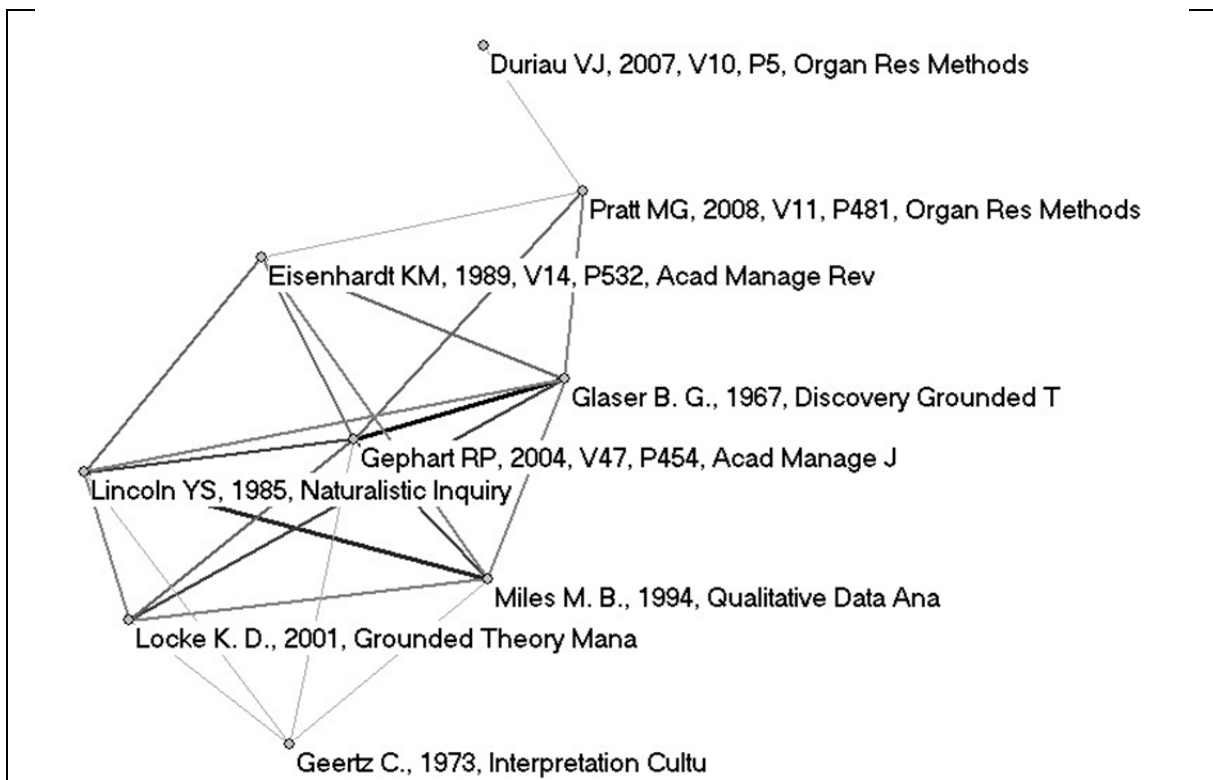 Duriau VJ, 2007, V10, P5, Organ Res Methods
Pratt MG, 2008, V11, P481, Organ Res Methods
Eisenhardt KM, 1989, V14, P532, Acad Manage Rev
Glaser B. G., 1967, Discovery Grounded T
Gephart RP, 2004, V47, P454, Acad Manage J
Lincoln YS, 1985, Naturalistic Inquiry
Miles M. B., 1994, Qualitative Data Ana
Locke K. D., 2001, Grounded Theory Mana
Geertz C., 1973, Interpretation Cultu